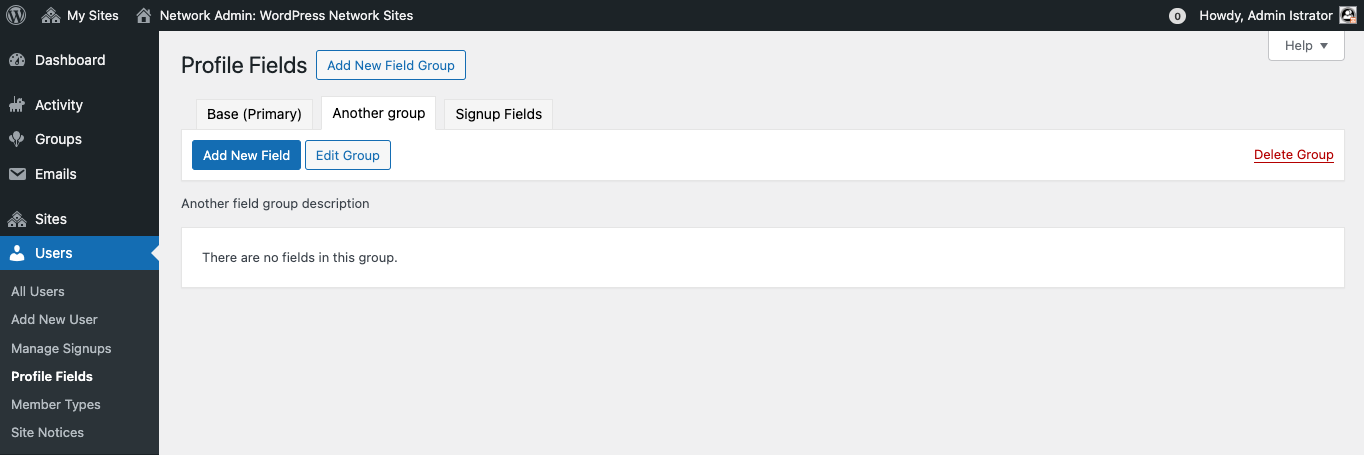 My Sites Network Admin: WordPress Network Sites 0 Howdy, Admin Istrator
Help
Dashboard
Activity
Groups
Emails
Sites
Users
All Users
Add New User
Manage Signups
Profile Fields
Member Types
Site Notices
Profile Fields Add New Field Group
Base (Primary) Another group Signup Fields
Add New Field Edit Group Delete Group
Another field group description
There are no fields in this group.